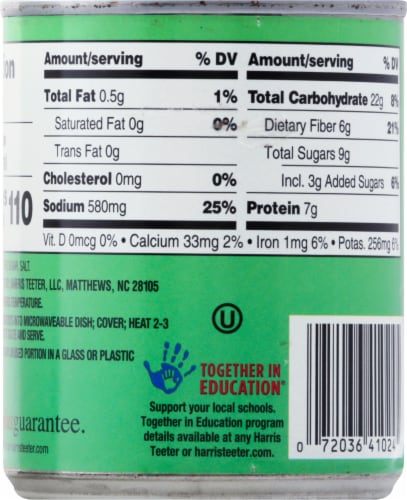 Amount/serving % DV Amount/serving % DV
Total Fat 0.5g 1% Total Carbohydrate 22g 8%
Saturated Fat 0g 0% Dietary Fiber 6g 21%
Trans Fat 0g Total Sugars 9g
Cholesterol 0mg 0% Incl. 3g Added Sugars 6%
110
Sodium 580mg 25% Protein 7g
Vit. D 0mcg 0% • Calcium 33mg 2% • Iron 1mg 6% • Potas. 256mg 6%
SALT.
TEETER, LLC, MATTHEWS, NC 28105
TEMPERATURE.
MICROWAVEABLE DISH; COVER; HEAT 2-3
AND SERVE.
PORTION IN A GLASS OR PLASTIC
U
TOGETHER IN
EDUCATION®
guarantee.
Support your local schools.
Together in Education program
details available at any Harris
Teeter or harristeeter.com.
0 72036 41024